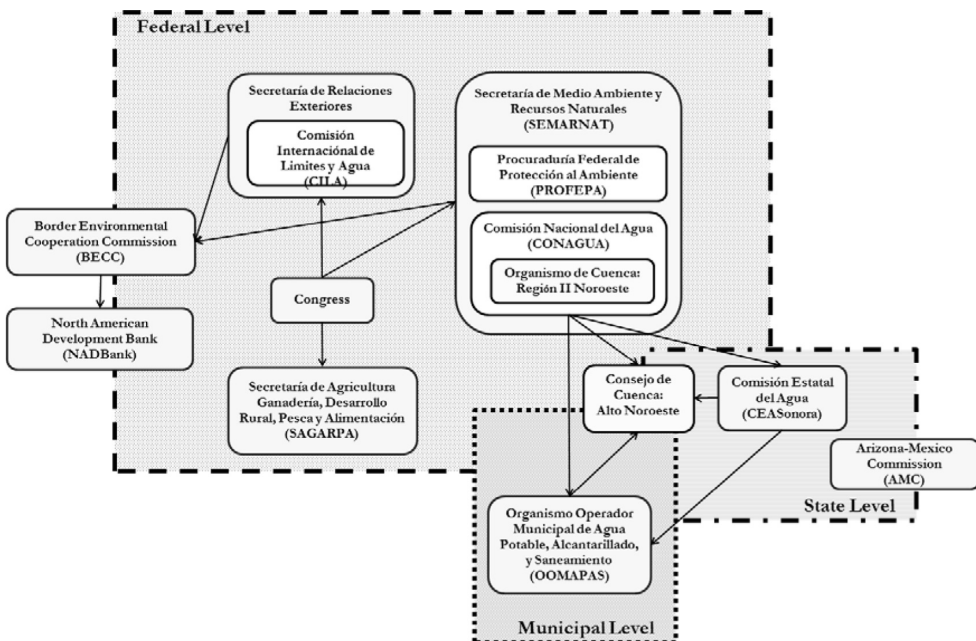 Federal Level
Secretaría de Relaciones
Exteriores
Comisión
Internaciónal de
Limites y Agua
(CILA)
Secretaría de Medio Ambiente y
Recursos Naturales
(SEMARNAT)
Procuraduría Federal de
Protección al Ambiente
(PROFEPA)
Comisión Nacional del Agua
(CONAGUA)
Organismo de Cuenca:
Región II Noroeste
Border Environmental
Cooperation Commission
(BECC)
North American
Development Bank
(NADBank)
Congress
Secretaría de Agricultura
Ganadería, Desarrollo
Rural, Pesca y Alimentación
(SAGARPA)
Consejo de
Cuenca:
Alto Noroeste
Comisión Estatal
del Agua
(CEASonora)
Arizona-Mexico
Commission
(AMC)
State Level
Organismo Operador
Municipal de Agua
Potable, Alcantarillado,
y Saneamiento
(OOMAPAS)
Municipal Level